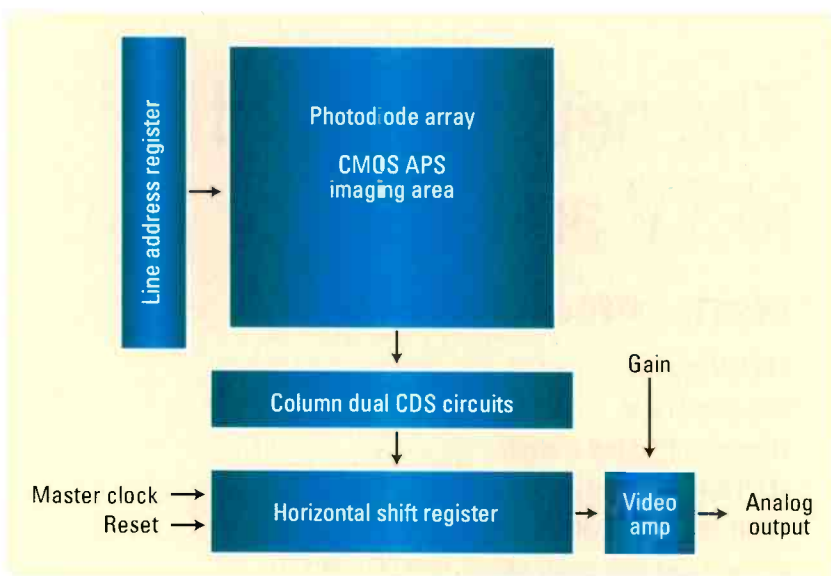 Line address register
Photodiode array
CMOS APS
imaging area
Column dual CDS circuits
Gain
Master clock
Reset
Horizontal shift register
Video
amp
Analog
output